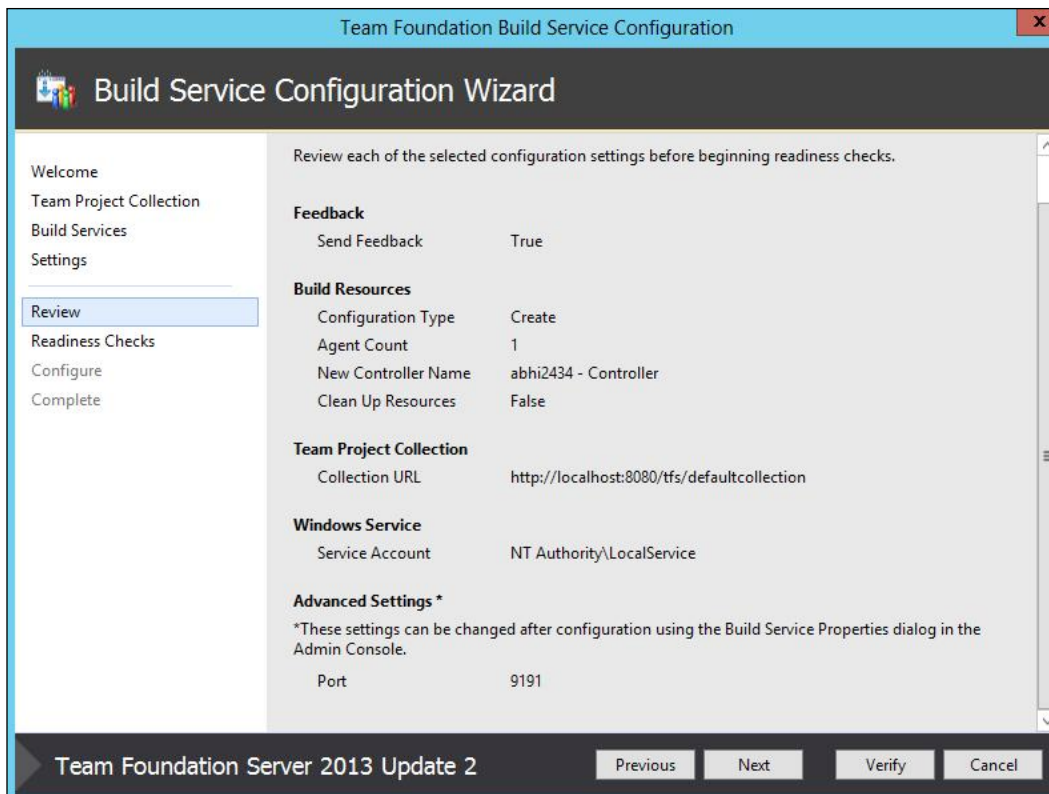 Team Foundation Build Service Configuration
x
Build Service Configuration Wizard
Welcome
Team Project Collection
Build Services
Settings
Review
Readiness Checks
Configure
Complete
Review each of the selected configuration settings before beginning readiness checks.
Feedback
Send Feedback True
Build Resources
Configuration Type Create
Agent Count 1
New Controller Name abhi2434 - Controller
Clean Up Resources False
Team Project Collection
Collection URL http://localhost:8080/tfs/defaultcollection
Windows Service
Service Account NT Authority\LocalService
Advanced Settings *
*These settings can be changed after configuration using the Build Service Properties dialog in the
Admin Console.
Port 9191
Team Foundation Server 2013 Update 2
Previous Next Verify Cancel